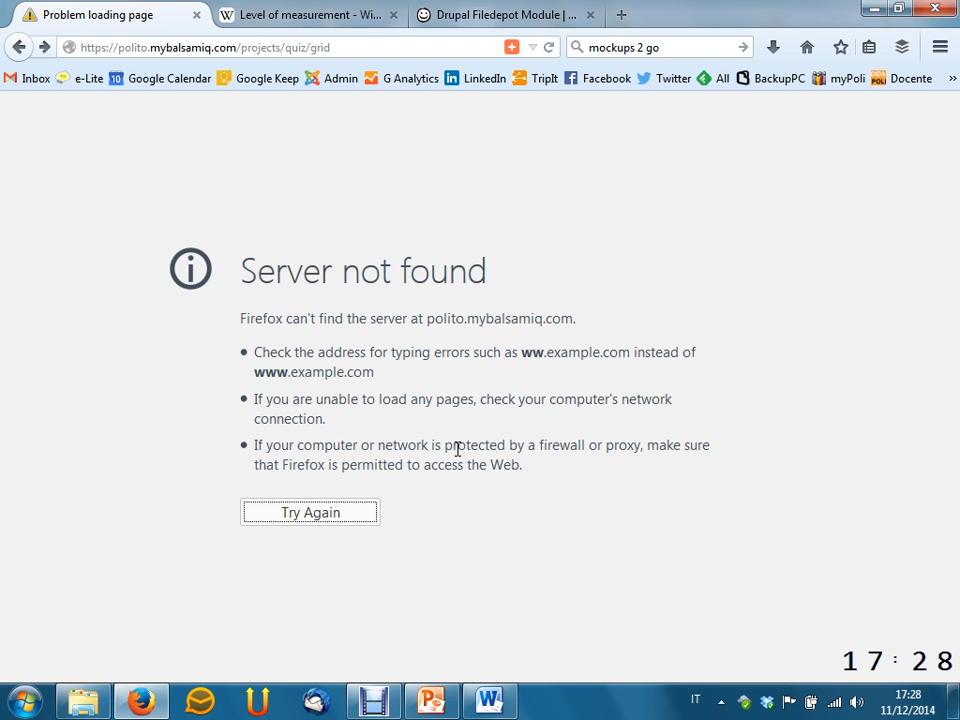 Problem loading page
Level of measurement - Wi...
Drupal Filedepot Module | ...
https://polito.mybalsamiq.com/projects/quiz/grid
mockups 2 go
Inbox
e-Lite
10
Google Calendar
Google Keep
Admin
G Analytics
LinkedIn
TripIt
Facebook
Twitter
All
BackupPC
myPoli
POLI
Docente
»
Server not found
Firefox can't find the server at polito.mybalsamiq.com.
• Check the address for typing errors such as ww.example.com instead of
www.example.com
• If you are unable to load any pages, check your computer's network
connection.
• If your computer or network is protected by a firewall or proxy, make sure
that Firefox is permitted to access the Web.
Try Again
17:28
IT
17:28
11/12/2014